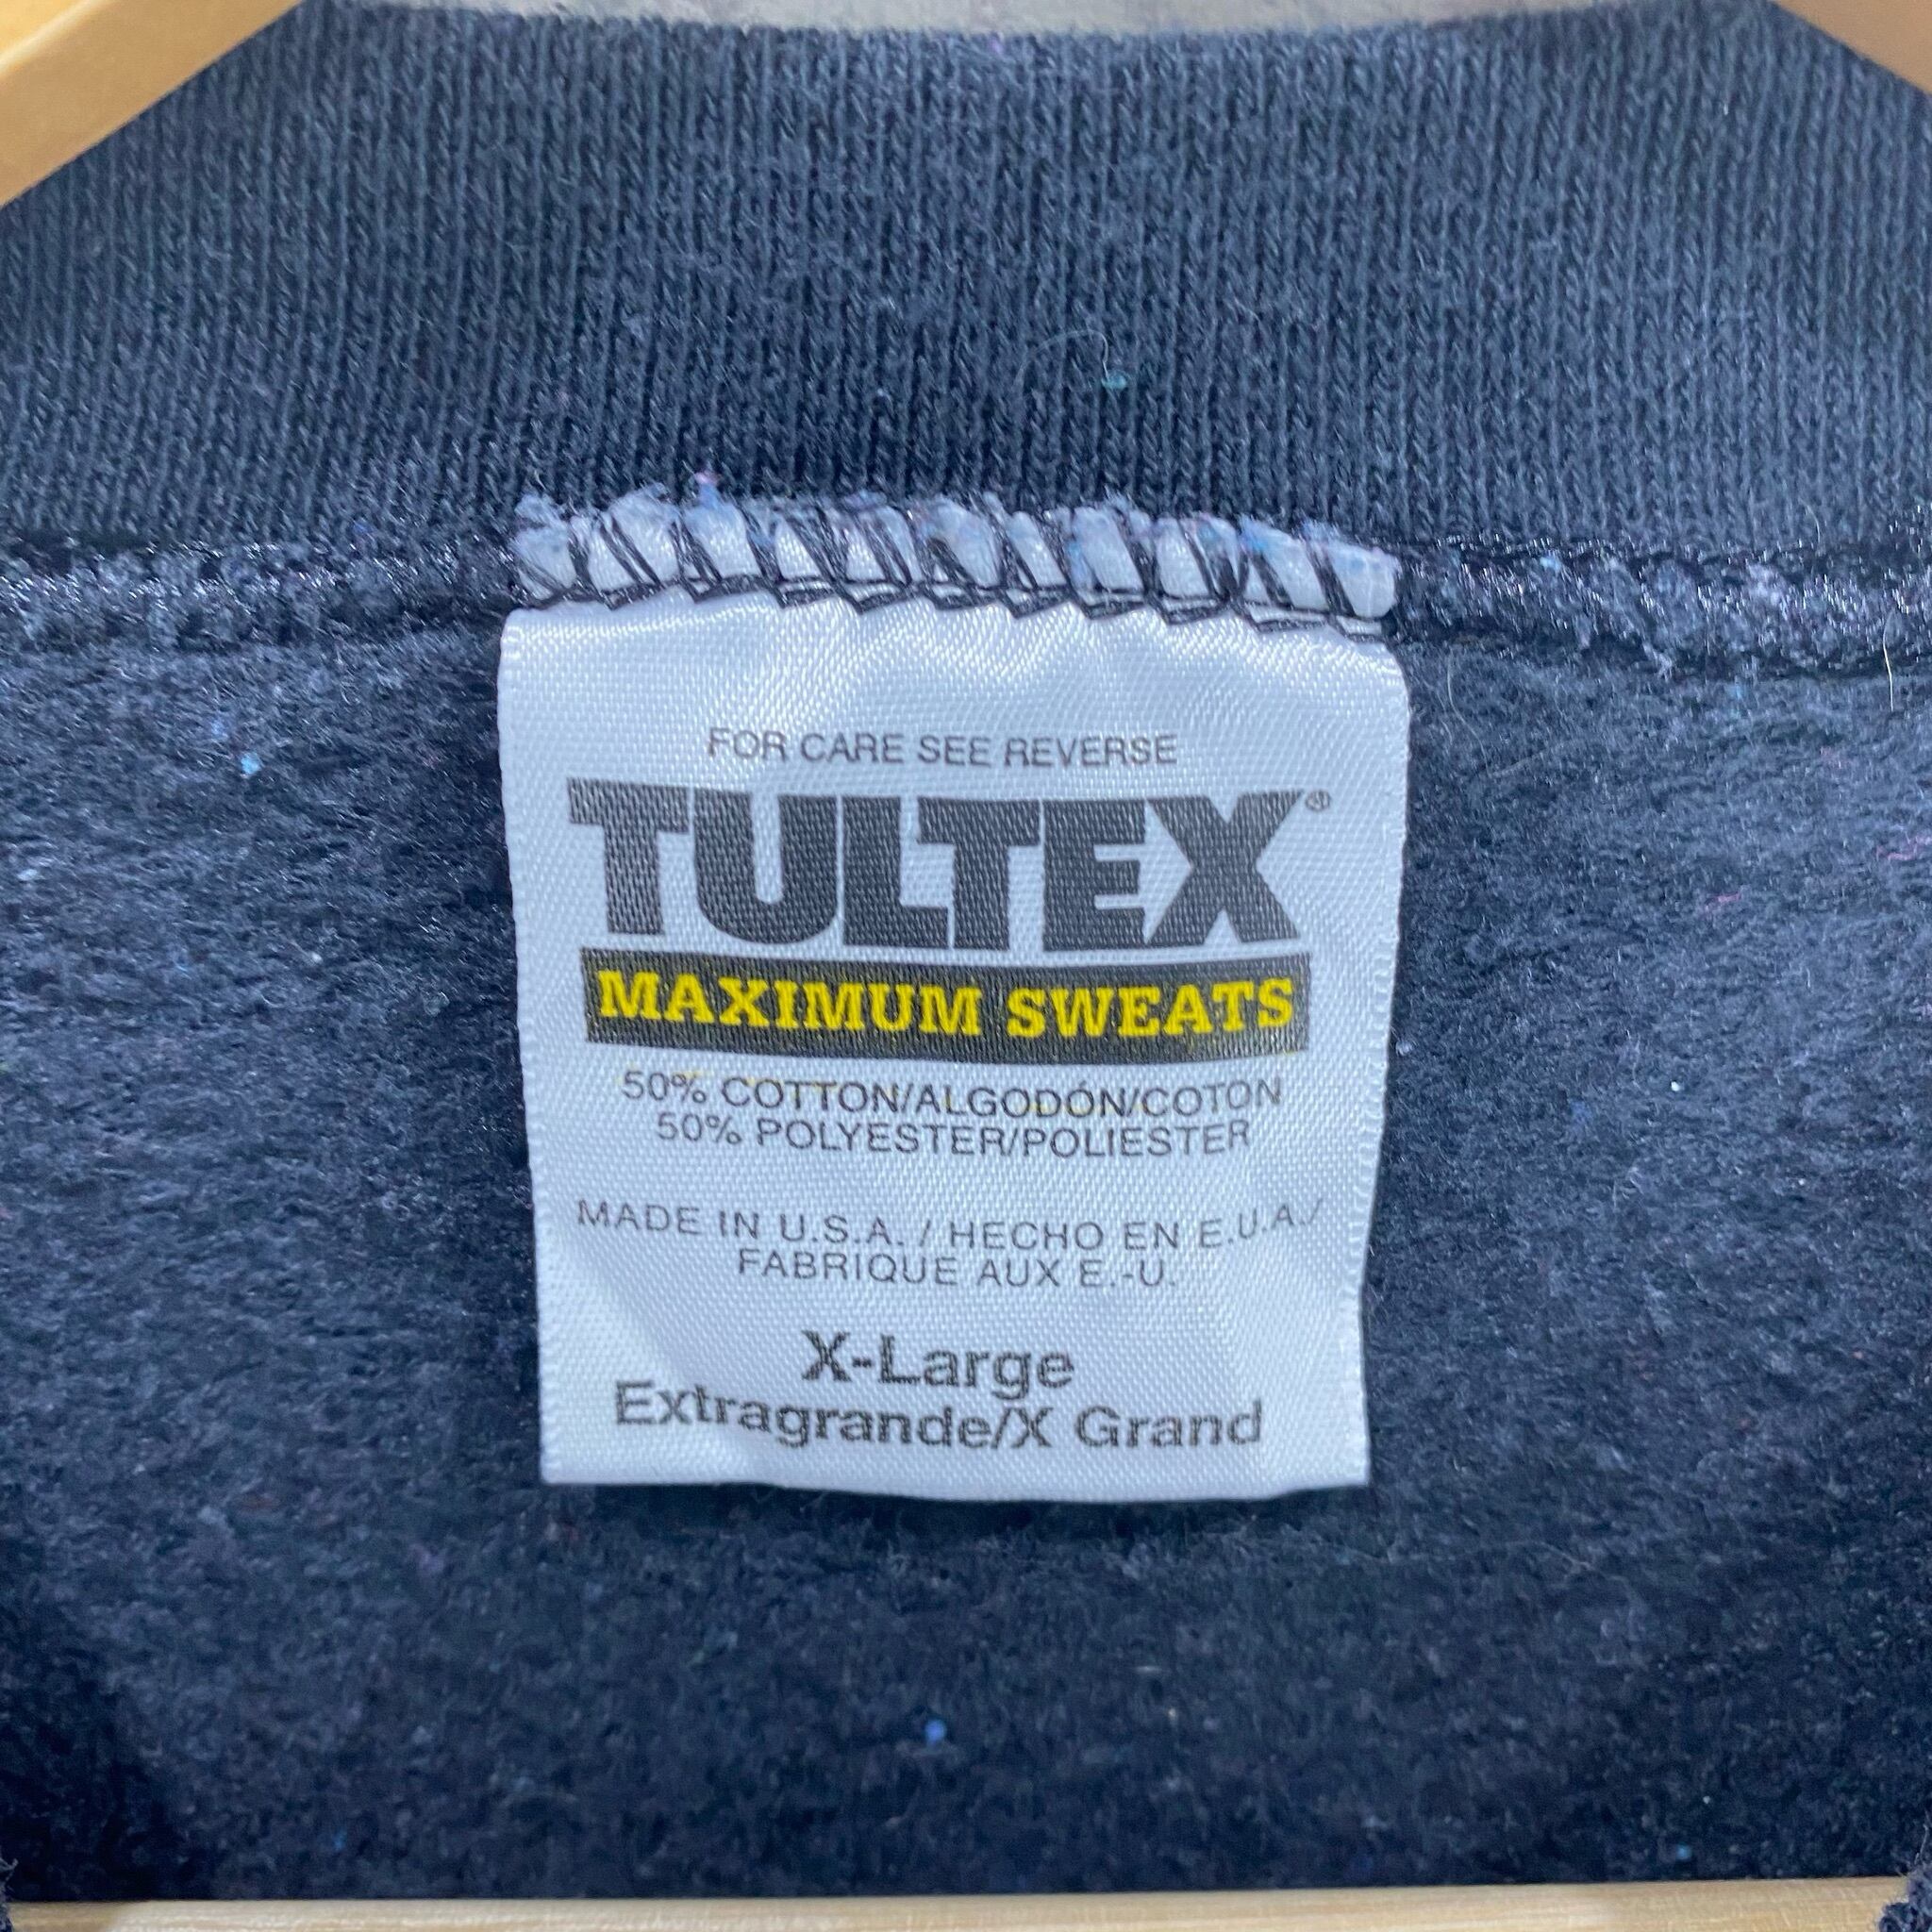 FOR CARE SEE REVERSE
TULTEX®
MAXIMUM SWEATS
50% COTTON/ALGODÓN/COTON
50% POLYESTER/POLIESTER
MADE IN U.S.A. / HECHO EN E.U.A./
FABRIQUE AUX E.-U.
X-Large
Extragrande/X Grand